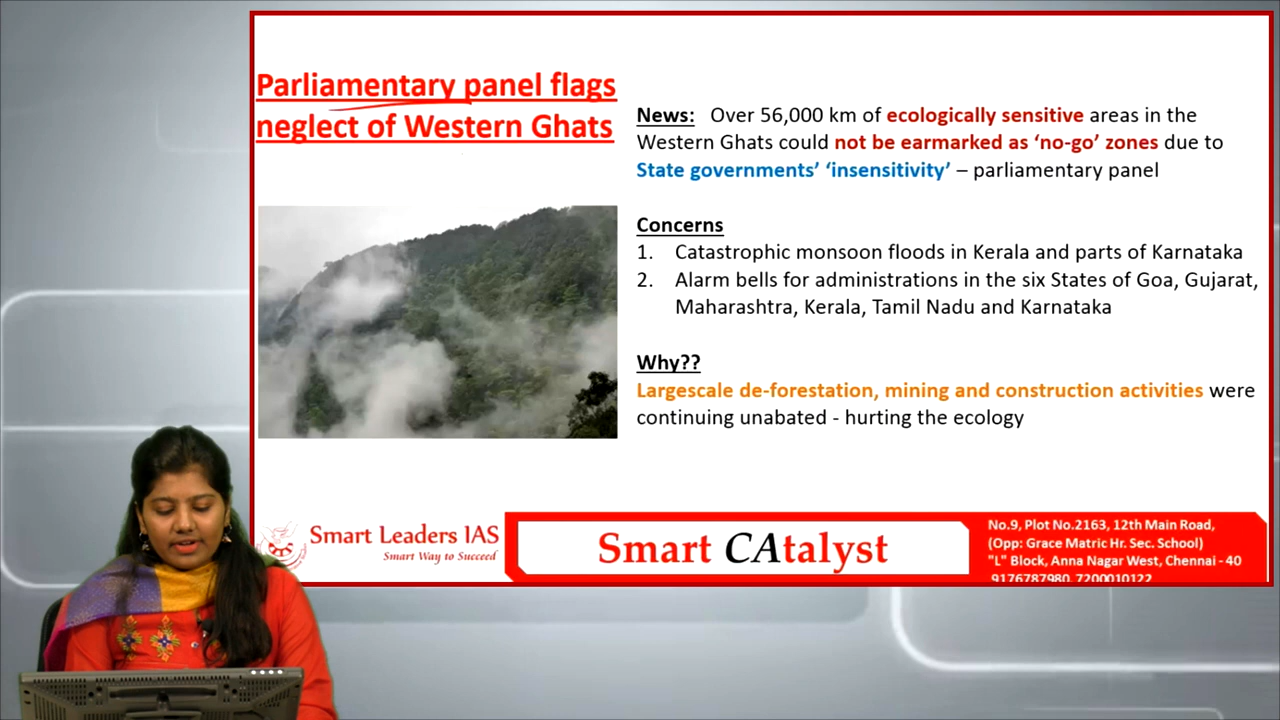 Parliamentary panel flags
neglect of Western Ghats
News: Over 56,000 km of ecologically sensitive areas in the
Western Ghats could not be earmarked as ‘no-go’ zones due to
State governments’ ‘insensitivity’ – parliamentary panel
Concerns
1. Catastrophic monsoon floods in Kerala and parts of Karnataka
2. Alarm bells for administrations in the six States of Goa, Gujarat,
Maharashtra, Kerala, Tamil Nadu and Karnataka
Why??
Largescale de-forestation, mining and construction activities were
continuing unabated - hurting the ecology
Smart Leaders IAS
Smart Way to Succeed
Smart CAtalyst
No.9, Plot No.2163, 12th Main Road,
(Opp: Grace Matric Hr. Sec. School)
"L" Block, Anna Nagar West, Chennai - 40
9176787980, 7200010122